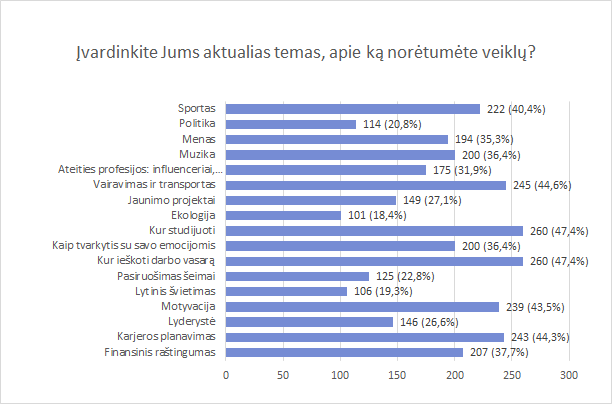 Įvardinkite Jums aktualias temas, apie ką norėtumėte veiklų?
Sportas 222 (40,4%)
Politika 114 (20,8%)
Menas 194 (35,3%)
Muzika 200 (36,4%)
Ateities profesijos: influenceriai,... 175 (31,9%)
Vairavimas ir transportas 245 (44,6%)
Jaunimo projektai 149 (27,1%)
Ekologija 101 (18,4%)
Kur studijuoti 260 (47,4%)
Kaip tvarkytis su savo emocijomis 200 (36,4%)
Kur ieškoti darbo vasarą 260 (47,4%)
Pasiruošimas šeimai 125 (22,8%)
Lytinis švietimas 106 (19,3%)
Motyvacija 239 (43,5%)
Lyderystė 146 (26,6%)
Karjeros planavimas 243 (44,3%)
Finansinis raštingumas 207 (37,7%)
0 50 100 150 200 250 300